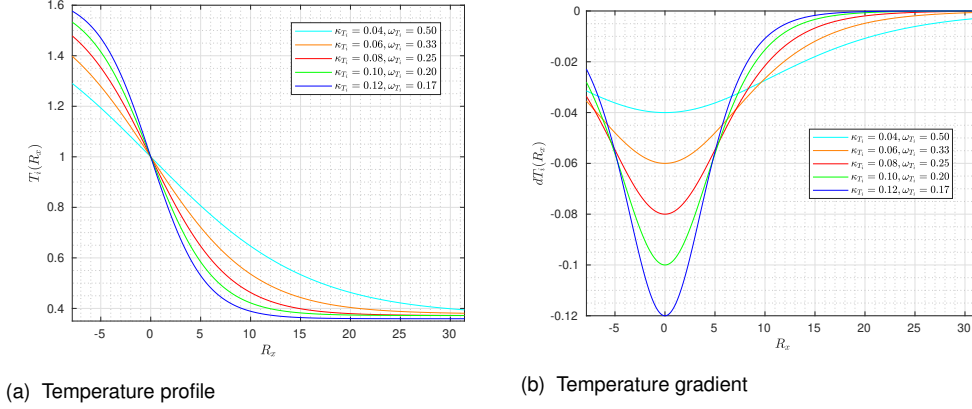 1.6
1.4
1.2
1
0.8
0.6
0.4
-5 0 5 10 15 20 25 30
T_i(R_x)
R_x
κ_{T_i} = 0.04, ω_{T_i} = 0.50
κ_{T_i} = 0.06, ω_{T_i} = 0.33
κ_{T_i} = 0.08, ω_{T_i} = 0.25
κ_{T_i} = 0.10, ω_{T_i} = 0.20
κ_{T_i} = 0.12, ω_{T_i} = 0.17
(a) Temperature profile
0
-0.02
-0.04
-0.06
-0.08
-0.1
-0.12
-5 0 5 10 15 20 25 30
dT_i(R_x)
R_x
κ_{T_i} = 0.04, ω_{T_i} = 0.50
κ_{T_i} = 0.06, ω_{T_i} = 0.33
κ_{T_i} = 0.08, ω_{T_i} = 0.25
κ_{T_i} = 0.10, ω_{T_i} = 0.20
κ_{T_i} = 0.12, ω_{T_i} = 0.17
(b) Temperature gradient